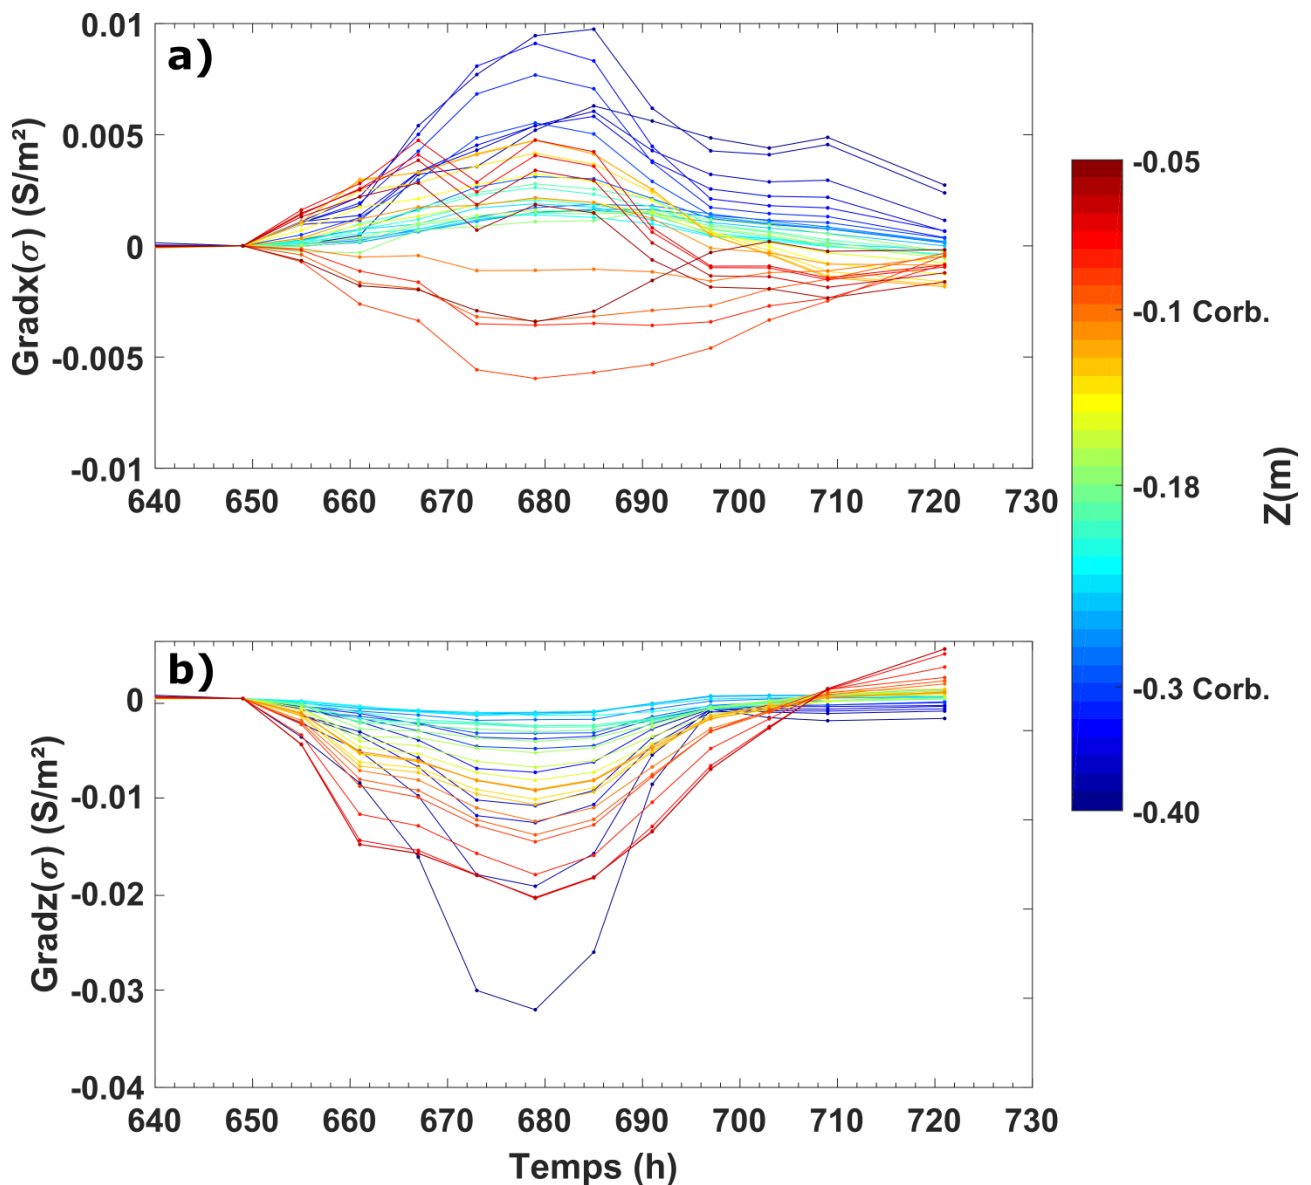 a)
Gradx(σ) (S/m²)
0.01
0.005
0
-0.005
-0.01
640 650 660 670 680 690 700 710 720 730
b)
Gradz(σ) (S/m²)
0
-0.01
-0.02
-0.03
-0.04
640 650 660 670 680 690 700 710 720 730
Temps (h)
-0.05
-0.1 Corb.
-0.18
-0.3 Corb.
-0.40
Z(m)